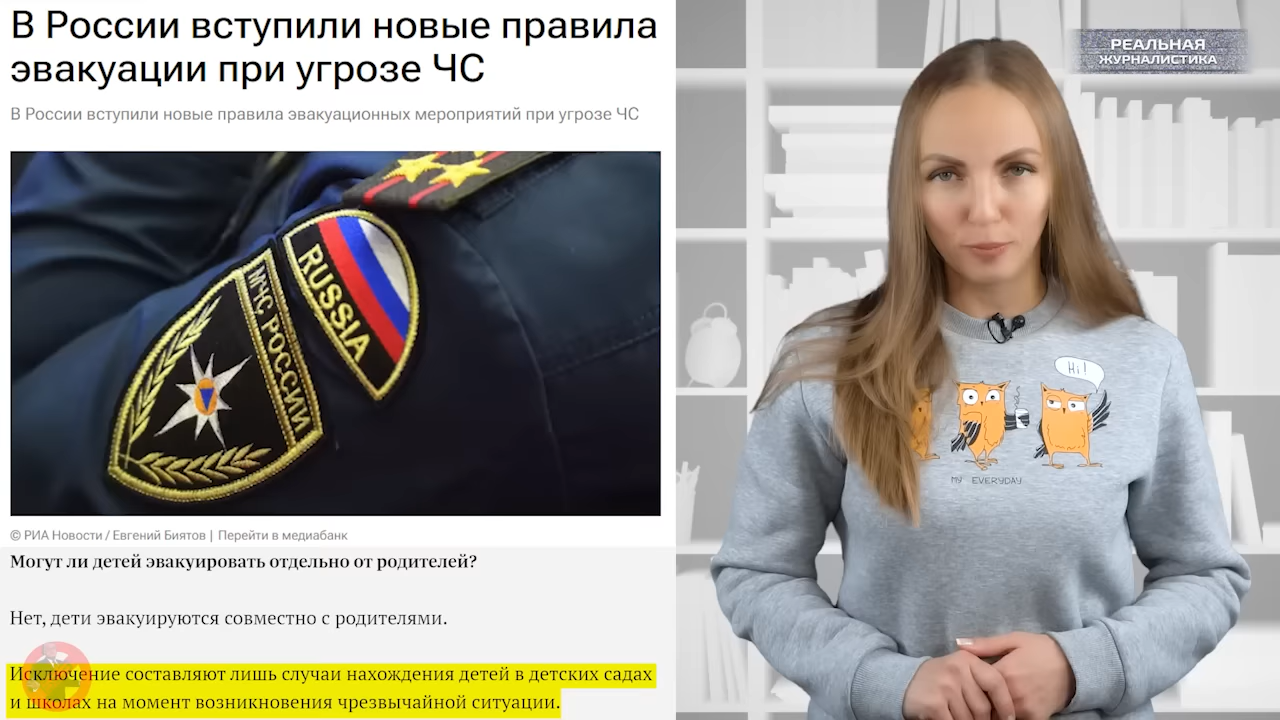 В России вступили новые правила
эвакуации при угрозе ЧС
В России вступили новые правила эвакуационных мероприятий при угрозе ЧС
RUSSIA
МЧС РОССИИ
© РИА Новости / Евгений Биятов | Перейти в медиабанк
Могут ли детей эвакуировать отдельно от родителей?
Нет, дети эвакуируются совместно с родителями.
Исключение составляют лишь случаи нахождения детей в детских садах
и школах на момент возникновения чрезвычайной ситуации.
РЕАЛЬНАЯ
ЖУРНАЛИСТИКА
Hi!
MY EVERYDAY